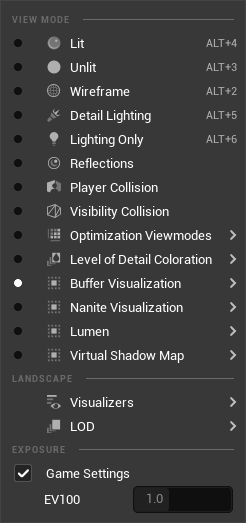 VIEW MODE
Lit ALT+4
Unlit ALT+3
Wireframe ALT+2
Detail Lighting ALT+5
Lighting Only ALT+6
Reflections
Player Collision
Visibility Collision
Optimization Viewmodes
Level of Detail Coloration
Buffer Visualization
Nanite Visualization
Lumen
Virtual Shadow Map
LANDSCAPE
Visualizers
LOD
EXPOSURE
Game Settings
EV100 1.0